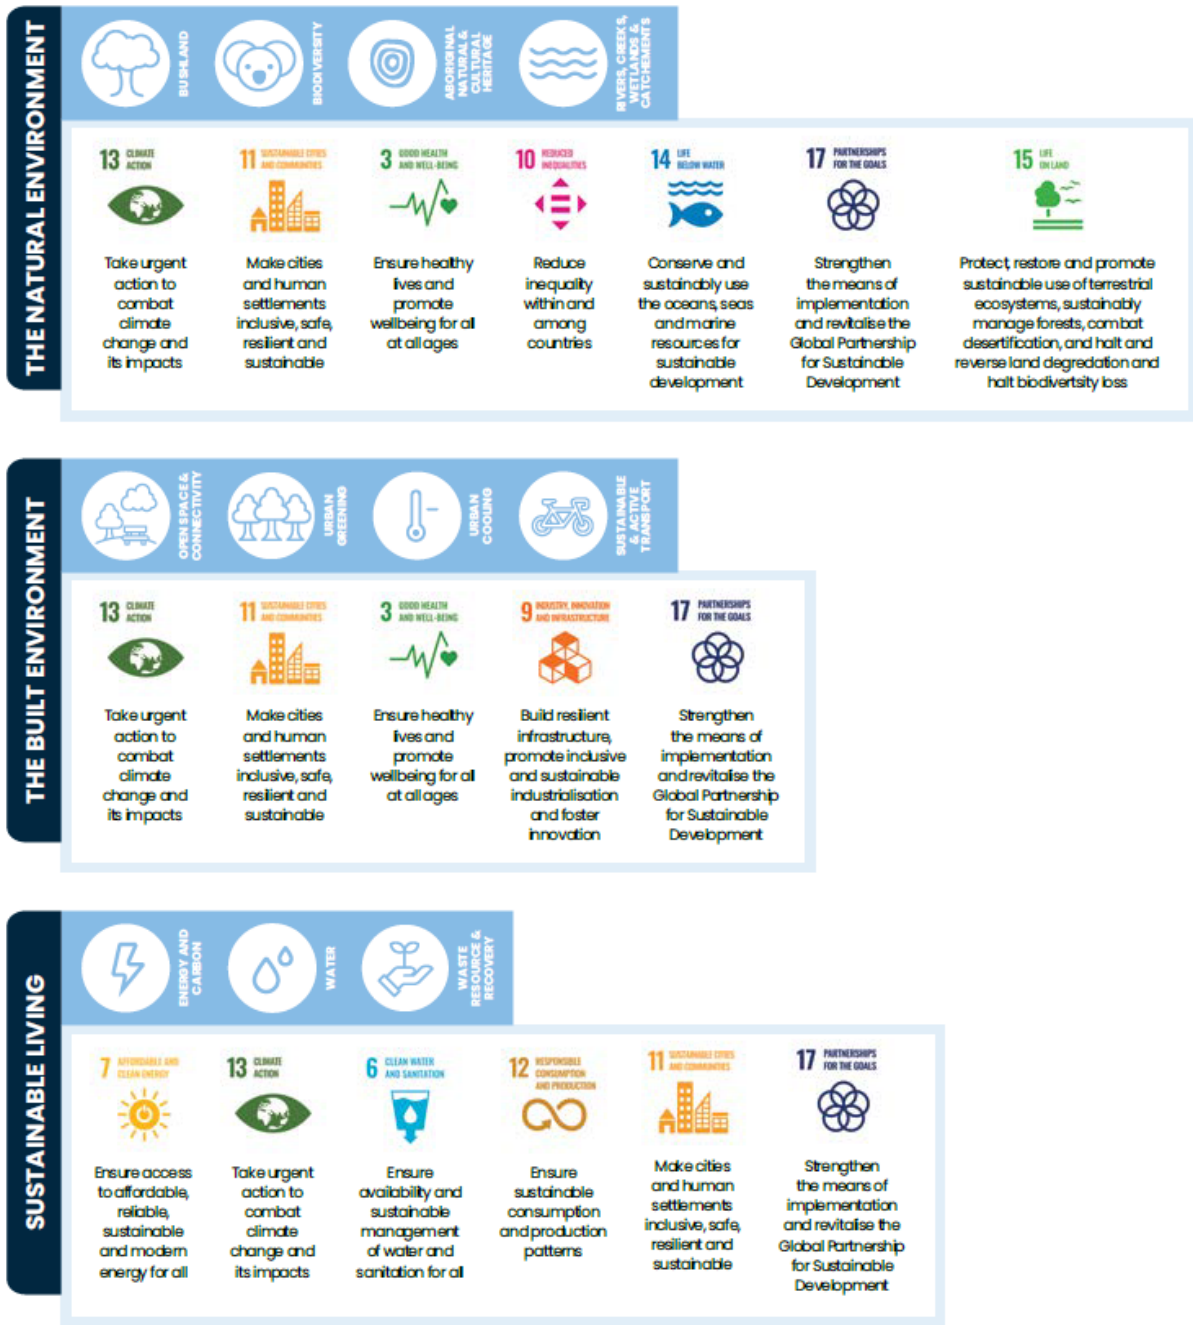 THE NATURAL ENVIRONMENT
BUSHLAND
BIODIVERSITY
ABORIGINAL
NATURAL &
CULTURAL
HERITAGE
RIVERS, CREEKS,
WETLANDS &
CATCHEMENTS
13 CLIMATE
ACTION
Take urgent
action to
combat
climate
change and
its impacts
11 SUSTAINABLE CITIES
AND COMMUNITIES
Make cities
and human
settlements
inclusive, safe,
resilient and
sustainable
3 GOOD HEALTH
AND WELL-BEING
Ensure healthy
lives and
promote
wellbeing for all
at all ages
10 REDUCED
INEQUALITIES
Reduce
inequality
within and
among
countries
14 LIFE
BELOW WATER
Conserve and
sustainably use
the oceans, seas
and marine
resources for
sustainable
development
17 PARTNERSHIPS
FOR THE GOALS
Strengthen
the means of
implementation
and revitalise the
Global Partnership
for Sustainable
Development
15 LIFE
ON LAND
Protect, restore and promote
sustainable use of terrestrial
ecosystems, sustainably
manage forests, combat
desertification, and halt and
reverse land degredation and
halt biodivertsity loss
THE BUILT ENVIRONMENT
OPEN SPACE &
CONNECTIVITY
URBAN
GREENING
URBAN
COOLING
SUSTAINABLE
& ACTIVE
TRANSPORT
13 CLIMATE
ACTION
Take urgent
action to
combat
climate
change and
its impacts
11 SUSTAINABLE CITIES
AND COMMUNITIES
Make cities
and human
settlements
inclusive, safe,
resilient and
sustainable
3 GOOD HEALTH
AND WELL-BEING
Ensure healthy
lives and
promote
wellbeing for all
at all ages
9 INDUSTRY, INNOVATION
AND INFRASTRUCTURE
Build resilient
infrastructure,
promote inclusive
and sustainable
industrialisation
and foster
innovation
17 PARTNERSHIPS
FOR THE GOALS
Strengthen
the means of
implementation
and revitalise the
Global Partnership
for Sustainable
Development
SUSTAINABLE LIVING
ENERGY AND
CARBON
WATER
WASTE
RESOURCE &
RECOVERY
7 AFFORDABLE AND
CLEAN ENERGY
Ensure access
to affordable,
reliable,
sustainable
and modern
energy for all
13 CLIMATE
ACTION
Take urgent
action to
combat
climate
change and
its impacts
6 CLEAN WATER
AND SANITATION
Ensure
availability and
sustainable
management
of water and
sanitation for all
12 RESPONSIBLE
CONSUMPTION
AND PRODUCTION
Ensure
sustainable
consumption
and production
patterns
11 SUSTAINABLE CITIES
AND COMMUNITIES
Make cities
and human
settlements
inclusive, safe,
resilient and
sustainable
17 PARTNERSHIPS
FOR THE GOALS
Strengthen
the means of
implementation
and revitalise the
Global Partnership
for Sustainable
Development